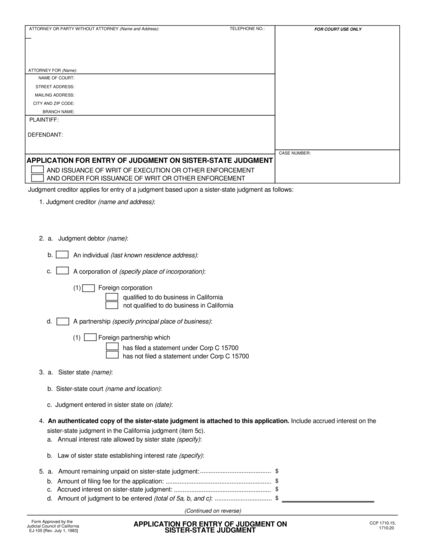 ATTORNEY OR PARTY WITHOUT ATTORNEY (Name and Address): TELEPHONE NO.: FOR COURT USE ONLY
ATTORNEY FOR (Name):
NAME OF COURT:
STREET ADDRESS:
MAILING ADDRESS:
CITY AND ZIP CODE:
BRANCH NAME:
PLAINTIFF:
DEFENDANT:
CASE NUMBER:
APPLICATION FOR ENTRY OF JUDGMENT ON SISTER-STATE JUDGMENT
AND ISSUANCE OF WRIT OF EXECUTION OR OTHER ENFORCEMENT
AND ORDER FOR ISSUANCE OF WRIT OR OTHER ENFORCEMENT
Judgment creditor applies for entry of a judgment based upon a sister-state judgment as follows:
1. Judgment creditor (name and address):
2. a. Judgment debtor (name):
b. An individual (last known residence address):
c. A corporation of (specify place of incorporation):
(1) Foreign corporation
qualified to do business in California
not qualified to do business in California
d. A partnership (specify principal place of business):
(1) Foreign partnership which
has filed a statement under Corp C 15700
has not filed a statement under Corp C 15700
3. a. Sister state (name):
b. Sister-state court (name and location):
c. Judgment entered in sister state on (date):
4. An authenticated copy of the sister-state judgment is attached to this application. Include accrued interest on the
sister-state judgment in the California judgment (item 5c).
a. Annual interest rate allowed by sister state (specify):
b. Law of sister state establishing interest rate (specify):
5. a. Amount remaining unpaid on sister-state judgment: ........................................ $
b. Amount of filing fee for the application: ........................................ $
c. Accrued interest on sister-state judgment: ........................................ $
d. Amount of judgment to be entered (total of 5a, b, and c): ........................................ $
(Continued on reverse)
Form Approved by the
Judicial Council of California
EJ-105 [Rev. July 1, 1983]
APPLICATION FOR ENTRY OF JUDGMENT ON
SISTER-STATE JUDGMENT
CCP 1710.15,
1710.20